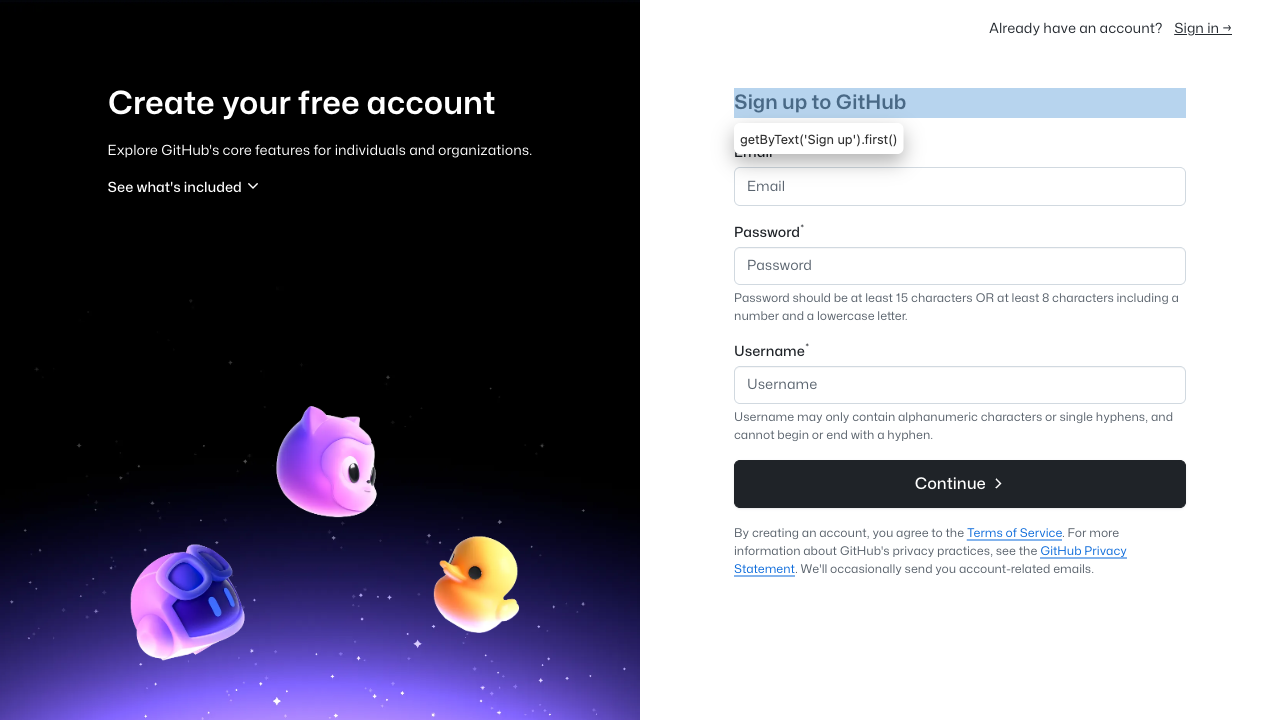 Already have an account? Sign in →
Create your free account
Explore GitHub's core features for individuals and organizations.
See what's included
Sign up to GitHub
getByText('Sign up').first()
Email
Email
Password*
Password
Password should be at least 15 characters OR at least 8 characters including a
number and a lowercase letter.
Username*
Username
Username may only contain alphanumeric characters or single hyphens, and
cannot begin or end with a hyphen.
Continue
By creating an account, you agree to the Terms of Service. For more
information about GitHub's privacy practices, see the GitHub Privacy
Statement. We'll occasionally send you account-related emails.